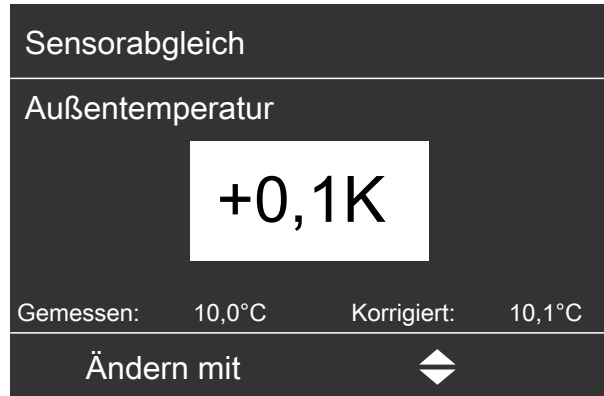 Sensorabgleich
Außentemperatur
+0,1K
Gemessen: 10,0°C Korrigiert: 10,1°C
Ändern mit